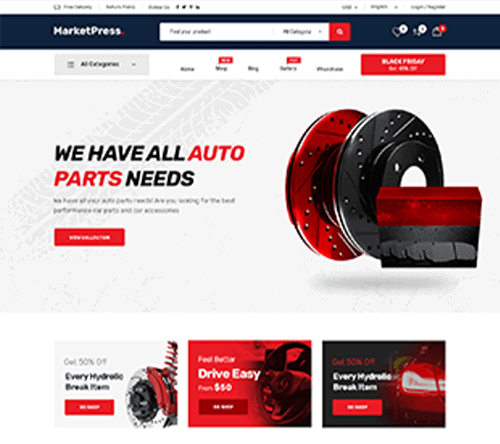 Free Delivery
Return Policy
Follow Us
USD
English
Login / Register
MarketPress.
Find your product
All Category
All Categories
Home
Shop
Blog
Gallery
Purchase
BLACK FRIDAY
Get 45% Off
WE HAVE ALL AUTO
PARTS NEEDS
We have all your auto parts needs! Are you looking for the best
performance car parts and car accessories
VIEW COLLECTION
Get 50% Off
Every Hydrolic
Break Item
GO SHOP
Feel Better
Drive Easy
From $50
GO SHOP
Get 50% Off
Every Hydrolic
Break Item
GO SHOP